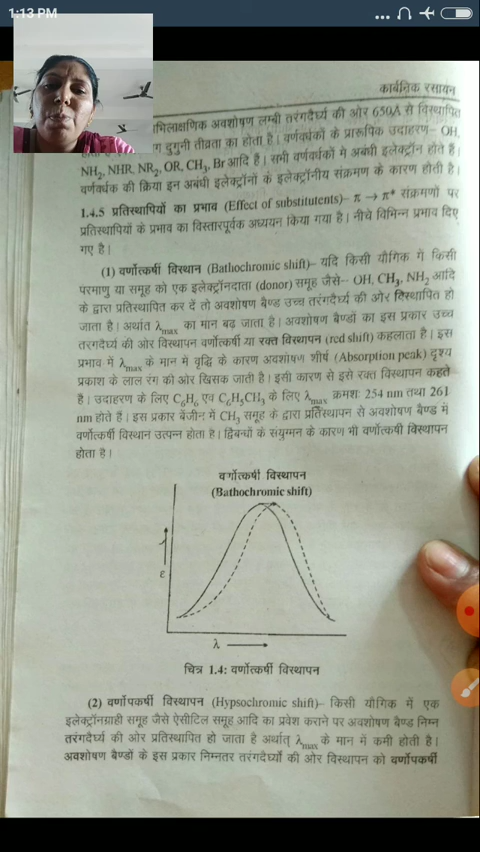 1:13 PM
कार्बनिक रसायन
भिलाक्षणिक अवशोषण लम्बी तरंगदैर्ध्य की ओर 650Å से विस्थापित
दुगुनी तीव्रता का होता है। वर्णवर्धकों के प्रारूपिक उदाहरण– OH,
NH₂, NHR, NR₂, OR, CH₃, Br आदि हैं। सभी वर्णवर्धकों मे अबंधी इलेक्ट्रॉन होते हैं।
वर्णवर्धक की क्रिया इन अबंधी इलेक्ट्रॉनों के इलेक्ट्रॉनीय संक्रमण के कारण होती है।
1.4.5 प्रतिस्थापियों का प्रभाव (Effect of substitutents)– π → π* संक्रमणो पर
प्रतिस्थापियों के प्रभाव का विस्तारपूर्वक अध्ययन किया गया है। नीचे विभिन्न प्रभाव दिए
गए है।
(1) वर्णोत्कर्षी विस्थान (Bathochromic shift)– यदि किसी यौगिक में किसी
परमाणु या समूह को एक इलेक्ट्रॉनदाता (donor) समूह जैसे– OH, CH₃, NH₂ आदि
के द्वारा प्रतिस्थापित कर दें तो अवशोषण बैण्ड उच्च तरंगदैर्ध्य की ओर विस्थापित हो
जाता है। अर्थात λmax का मान बढ जाता है। अवशोषण बैण्डों का इस प्रकार उच्च
तरगदैर्ध्य की ओर विस्थापन वर्णोत्कर्षी या रक्त विस्थापन (red shift) कहलाता है। इस
प्रभाव में λmax के मान मे वृद्धि के कारण अवशोषण शीर्ष (Absorption peak) दृश्य
प्रकाश के लाल रंग की ओर खिसक जाती है। इसी कारण से इसे रक्त विस्थापन कहते
है। उदाहरण के लिए C₆H₆ एव C₆H₅CH₃ के लिए λmax क्रमशः 254 nm तथा 261
nm होते हैं। इस प्रकार बेंजीन में CH₃ समूह के द्वारा प्रतिस्थापन से अवशोषण बैण्ड में
वर्णोत्कर्षी विस्थान उत्पन्न होता है। द्विबन्धों के संयुग्मन के कारण भी वर्णोत्कषी विस्थापन
होता है।
वर्गोत्कर्षी विस्थापन
(Bathochromic shift)
ε
λ
चित्र 1.4: वर्णोत्कर्षी विस्थापन
(2) वर्णोपकर्षी विस्थापन (Hypsochromic shift)– किसी यौगिक में एक
इलेक्ट्रॉनग्राही समूह जैसे ऐसीटिल समूह आदि का प्रवेश कराने पर अवशोषण बैण्ड निम्न
तरंगदैर्ध्य की ओर प्रतिस्थापित हो जाता है अर्थात् λmax के मान में कमी होती है।
अवशोषण बैण्डों के इस प्रकार निम्नतर तरंगदैर्ध्यो की ओर विस्थापन को वर्णोपकर्षी